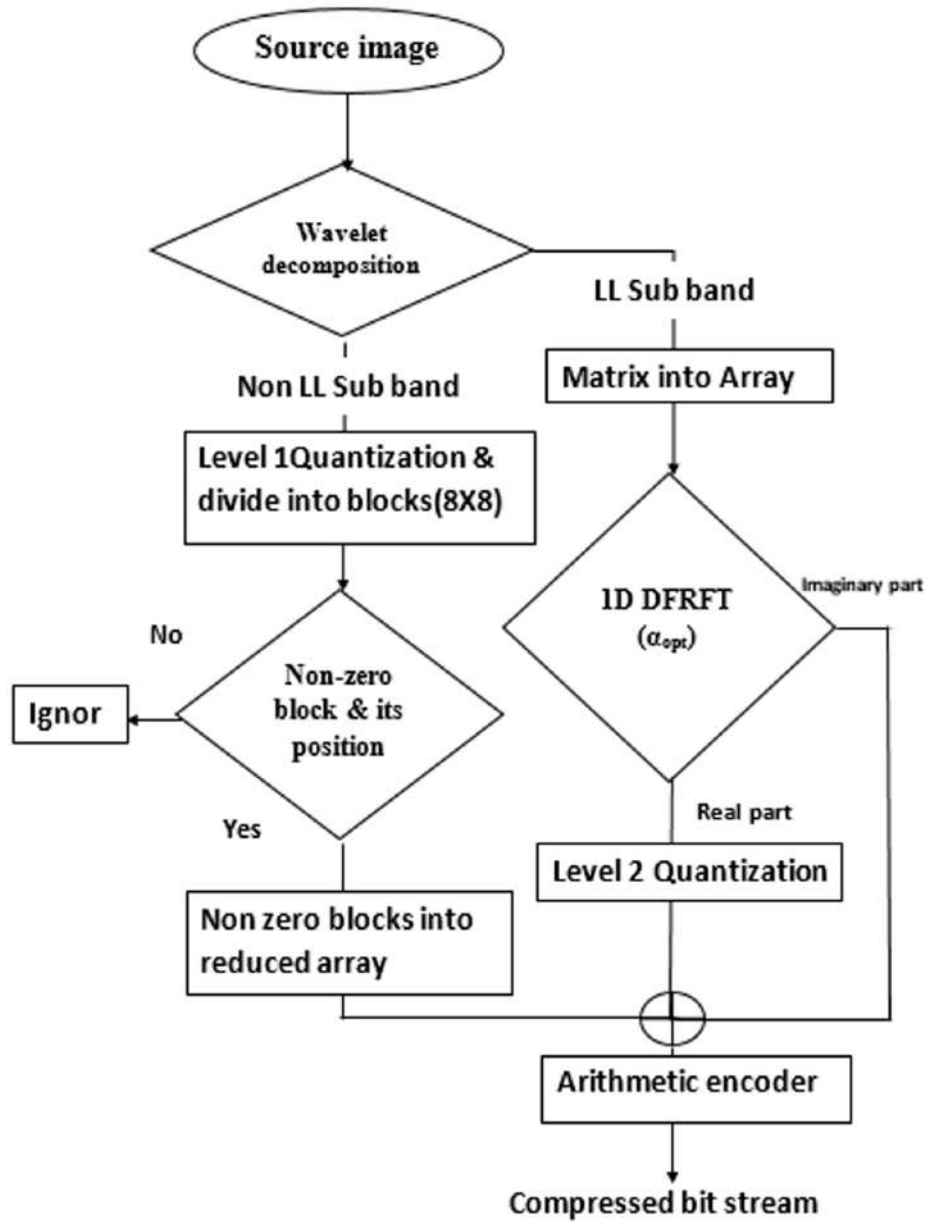 Source image
Wavelet
decomposition
LL Sub band
Non LL Sub band
Matrix into Array
Level 1Quantization &
divide into blocks(8X8)
1D DFRFT
(αopt)
Imaginary part
No
Non-zero
block & its
position
Ignor
Yes
Real part
Level 2 Quantization
Non zero blocks into
reduced array
Arithmetic encoder
Compressed bit stream